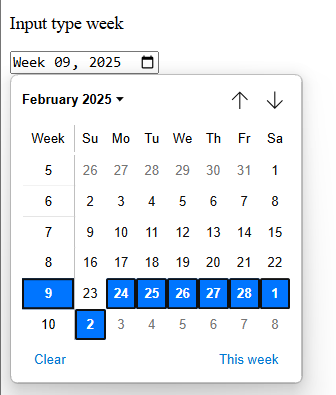 Input type week
Week 09, 2025
February 2025
Week Su Mo Tu We Th Fr Sa
5 26 27 28 29 30 31 1
6 2 3 4 5 6 7 8
7 9 10 11 12 13 14 15
8 16 17 18 19 20 21 22
9 23 24 25 26 27 28 1
10 2 3 4 5 6 7 8
Clear This week